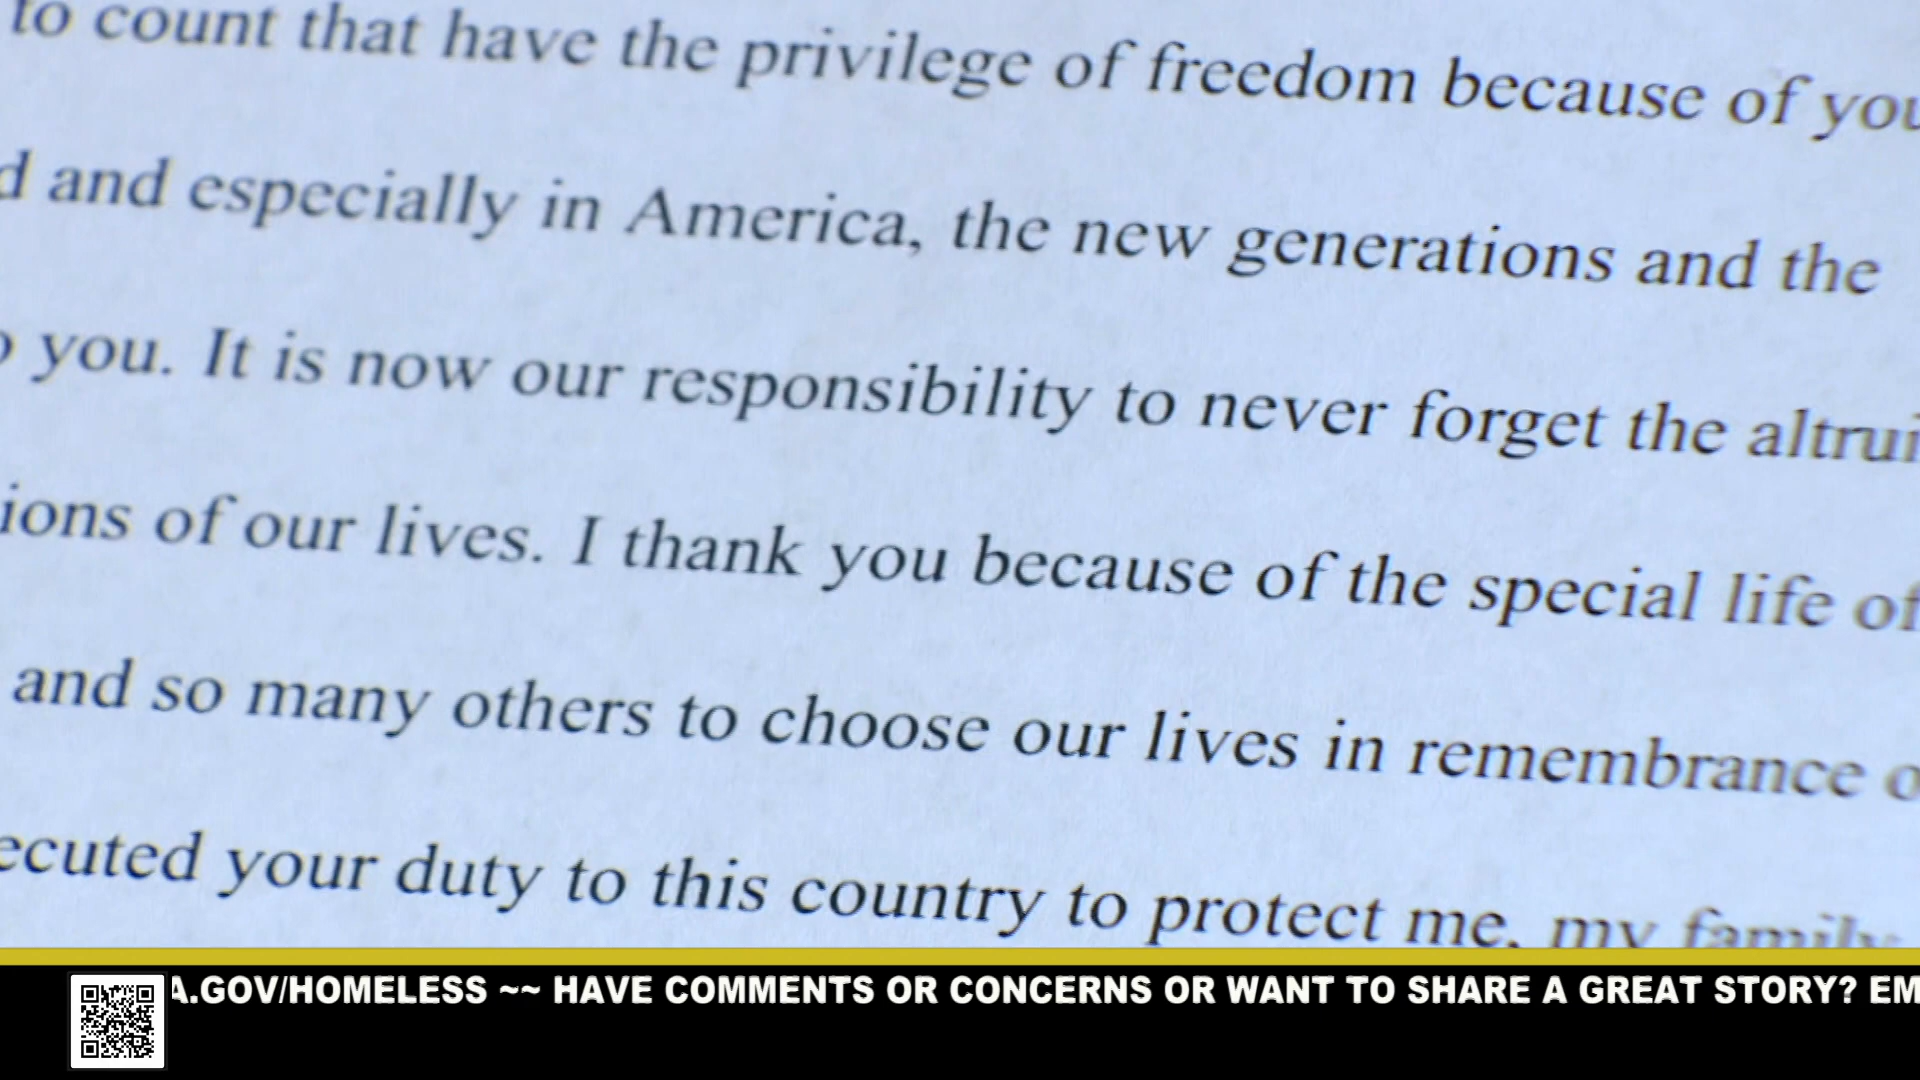 to count that have the privilege of freedom because of you
d and especially in America, the new generations and the
o you. It is now our responsibility to never forget the altrui
ions of our lives. I thank you because of the special life of
and so many others to choose our lives in remembrance o
ecuted your duty to this country to protect me, my family
A.GOV/HOMELESS ~~ HAVE COMMENTS OR CONCERNS OR WANT TO SHARE A GREAT STORY? EM